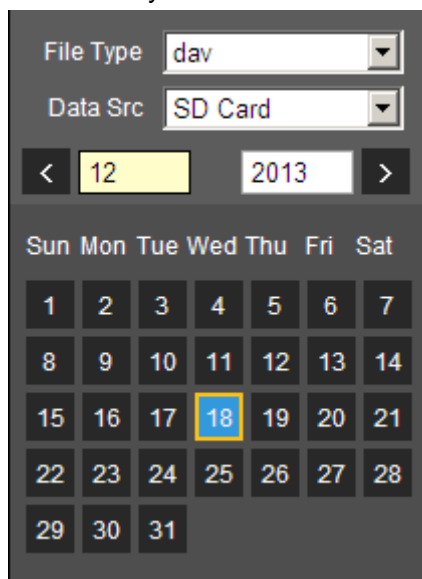 File Type dav
Data Src SD Card
< 12 2013 >
Sun Mon Tue Wed Thu Fri Sat
1 2 3 4 5 6 7
8 9 10 11 12 13 14
15 16 17 18 19 20 21
22 23 24 25 26 27 28
29 30 31